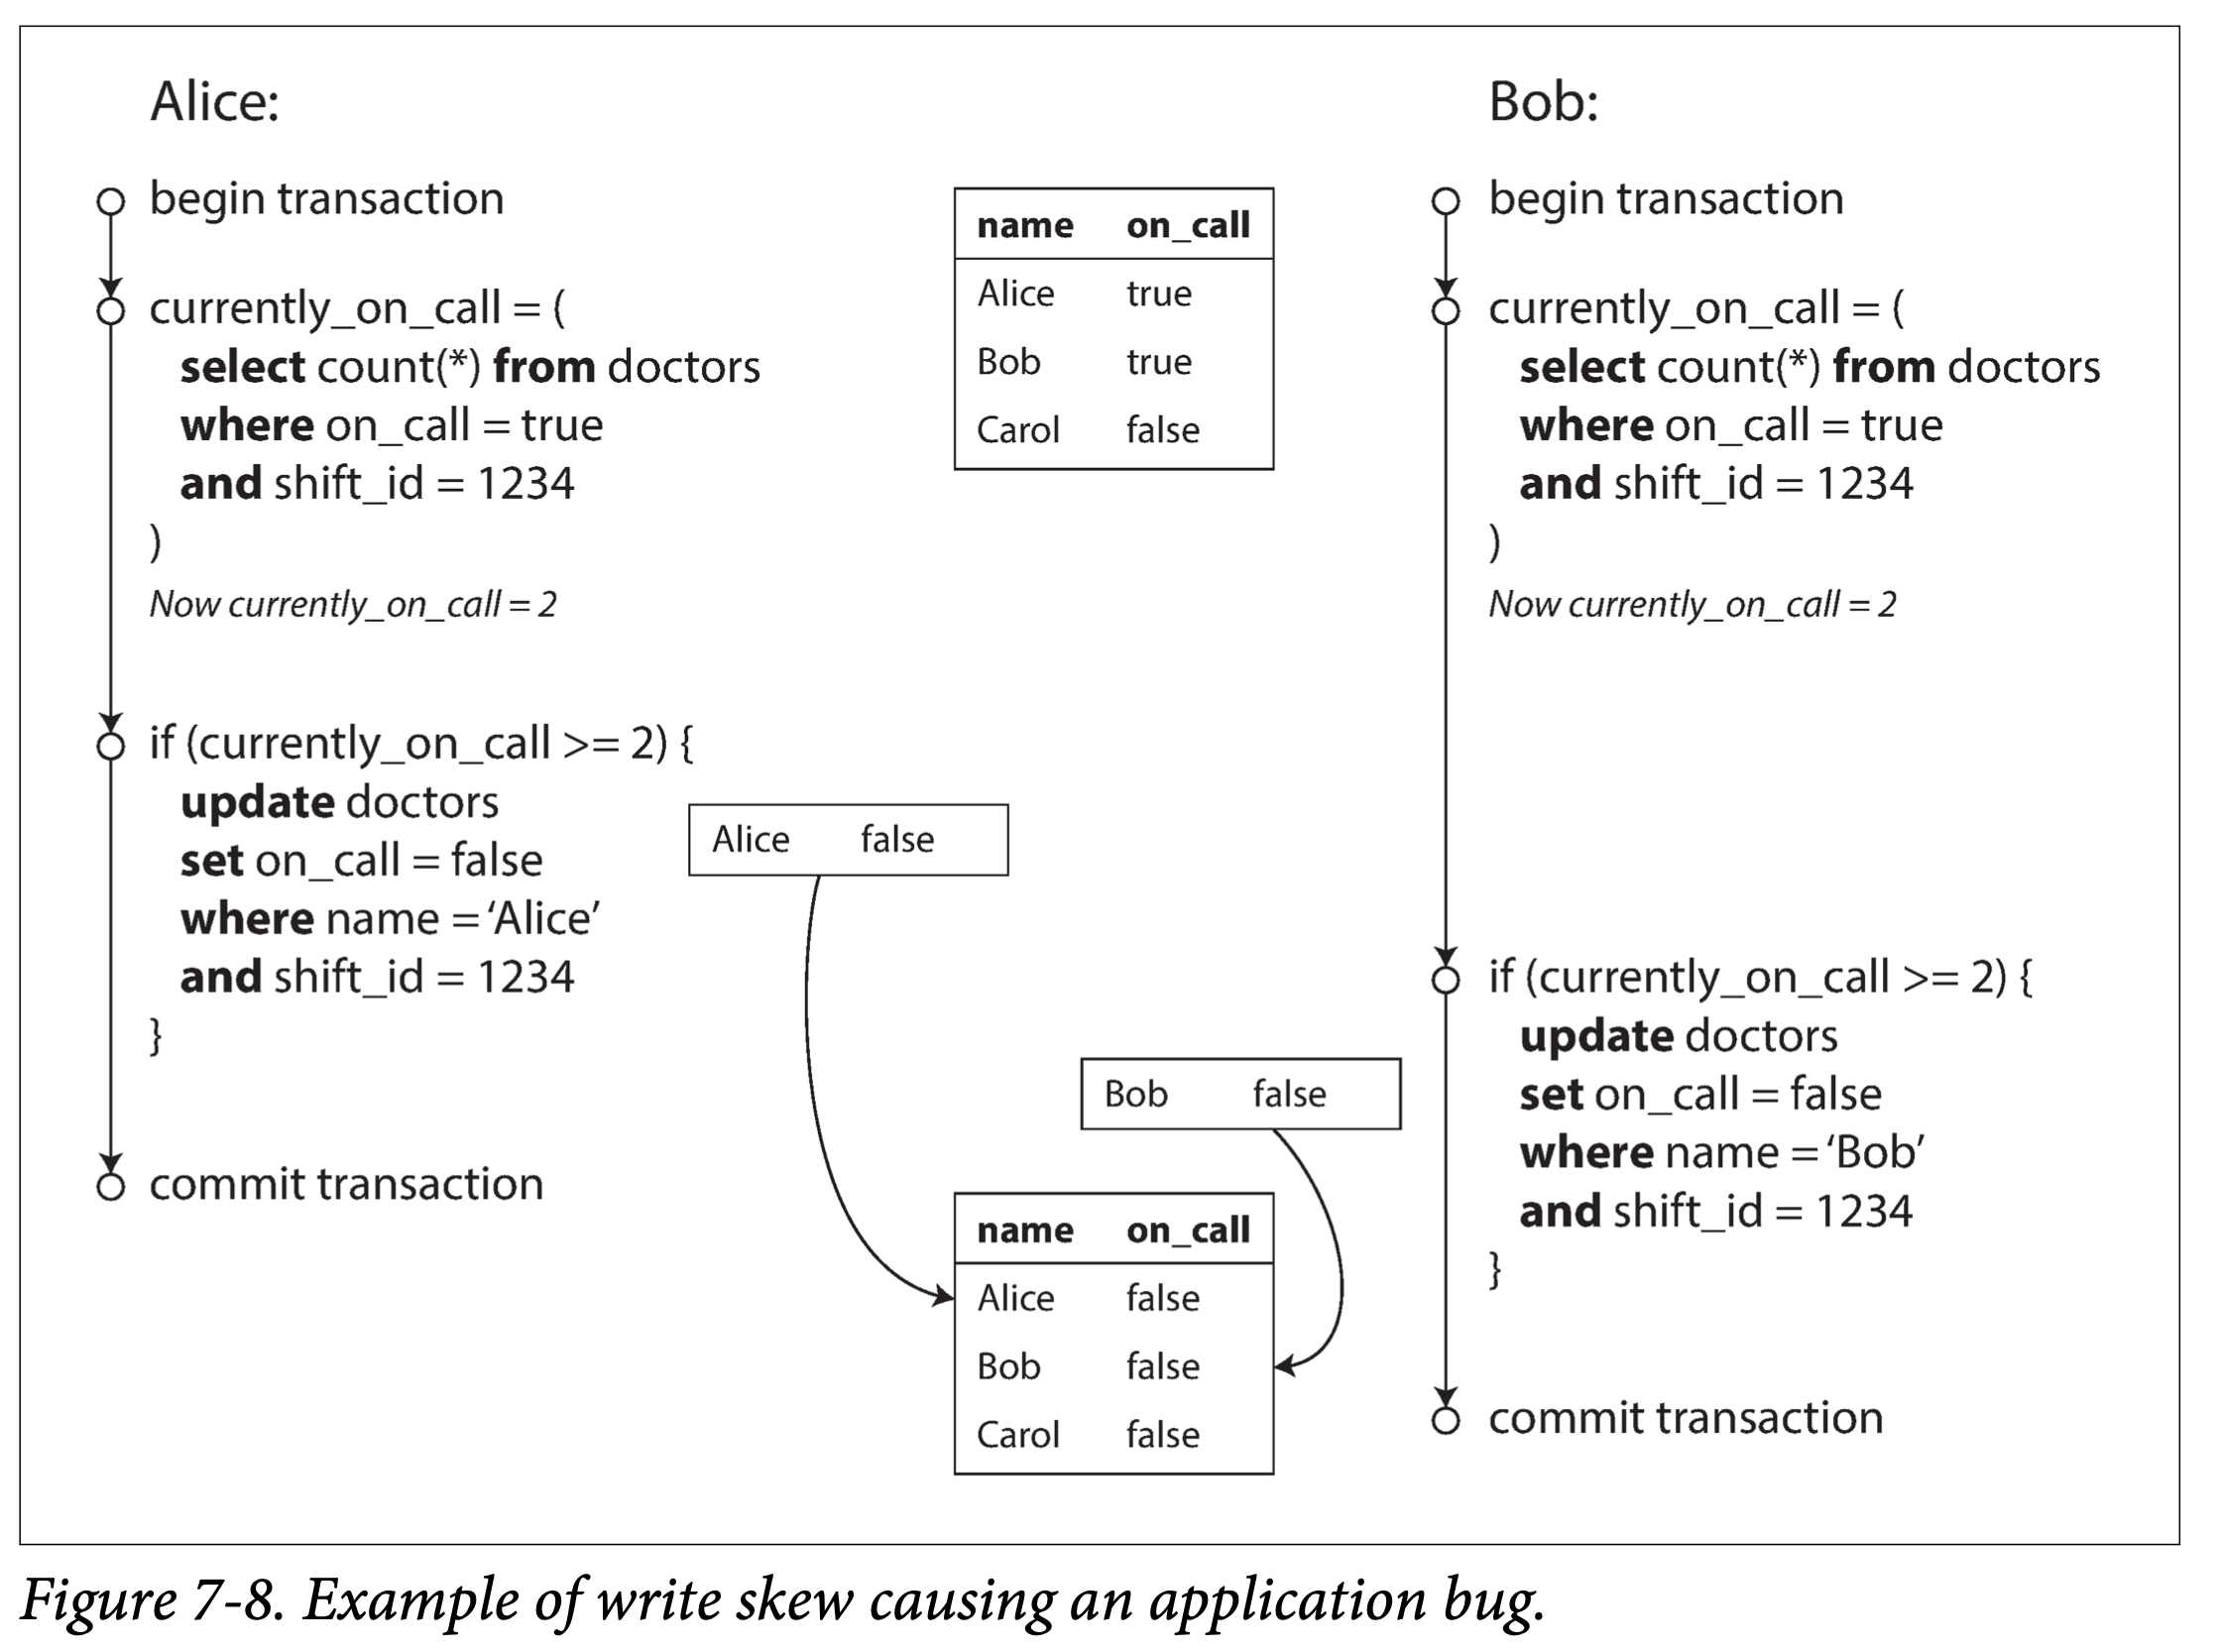 Alice:
begin transaction
currently_on_call = (
select count(*) from doctors
where on_call = true
and shift_id = 1234
)
Now currently_on_call = 2
if (currently_on_call >= 2) {
update doctors
set on_call = false
where name = ‘Alice’
and shift_id = 1234
}
commit transaction
name on_call
Alice true
Bob true
Carol false
Alice false
Bob false
name on_call
Alice false
Bob false
Carol false
Bob:
begin transaction
currently_on_call = (
select count(*) from doctors
where on_call = true
and shift_id = 1234
)
Now currently_on_call = 2
if (currently_on_call >= 2) {
update doctors
set on_call = false
where name = ‘Bob’
and shift_id = 1234
}
commit transaction
Figure 7-8. Example of write skew causing an application bug.